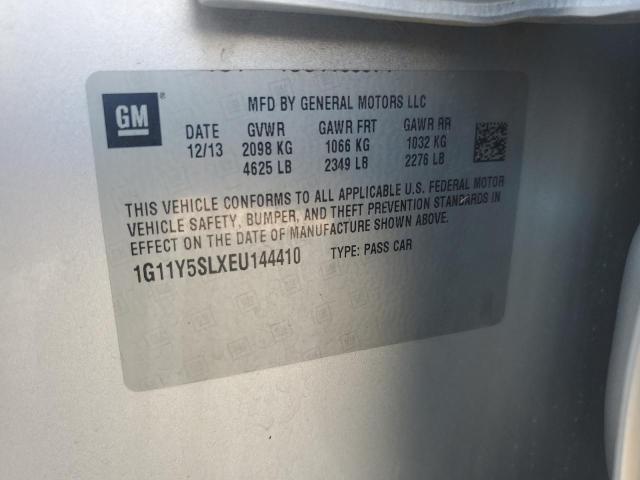 GM
®
MFD BY GENERAL MOTORS LLC
DATE GVWR GAWR FRT GAWR RR
12/13 2098 KG 1066 KG 1032 KG
4625 LB 2349 LB 2276 LB
THIS VEHICLE CONFORMS TO ALL APPLICABLE U.S. FEDERAL MOTOR
VEHICLE SAFETY, BUMPER, AND THEFT PREVENTION STANDARDS IN
EFFECT ON THE DATE OF MANUFACTURE SHOWN ABOVE.
1G11Y5SLXEU144410 TYPE: PASS CAR